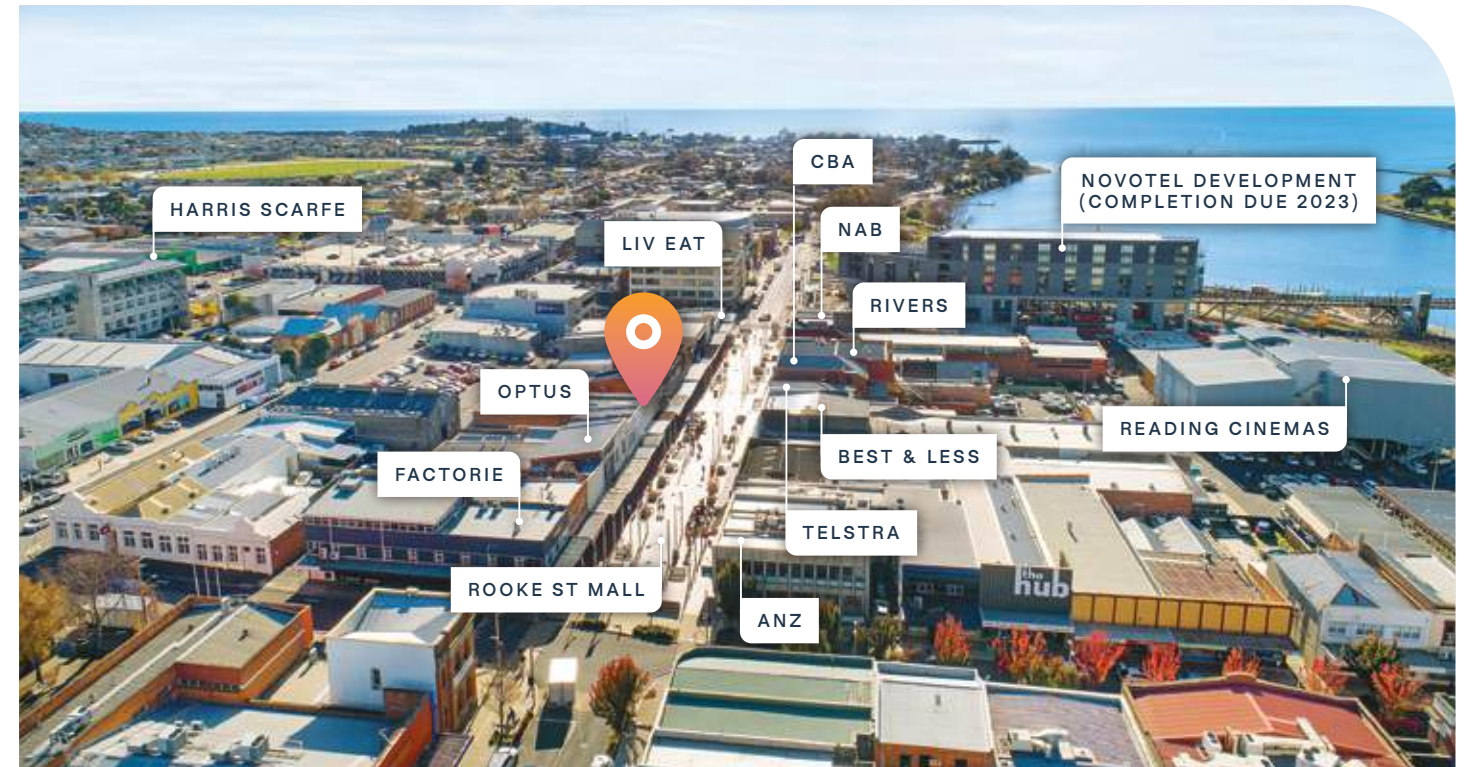 CBA
NOVOTEL DEVELOPMENT
(COMPLETION DUE 2023)
HARRIS SCARFE
LIV EAT
NAB
RIVERS
OPTUS
READING CINEMAS
BEST & LESS
FACTORIE
TELSTRA
ROOKE ST MALL
the
hub
ANZ